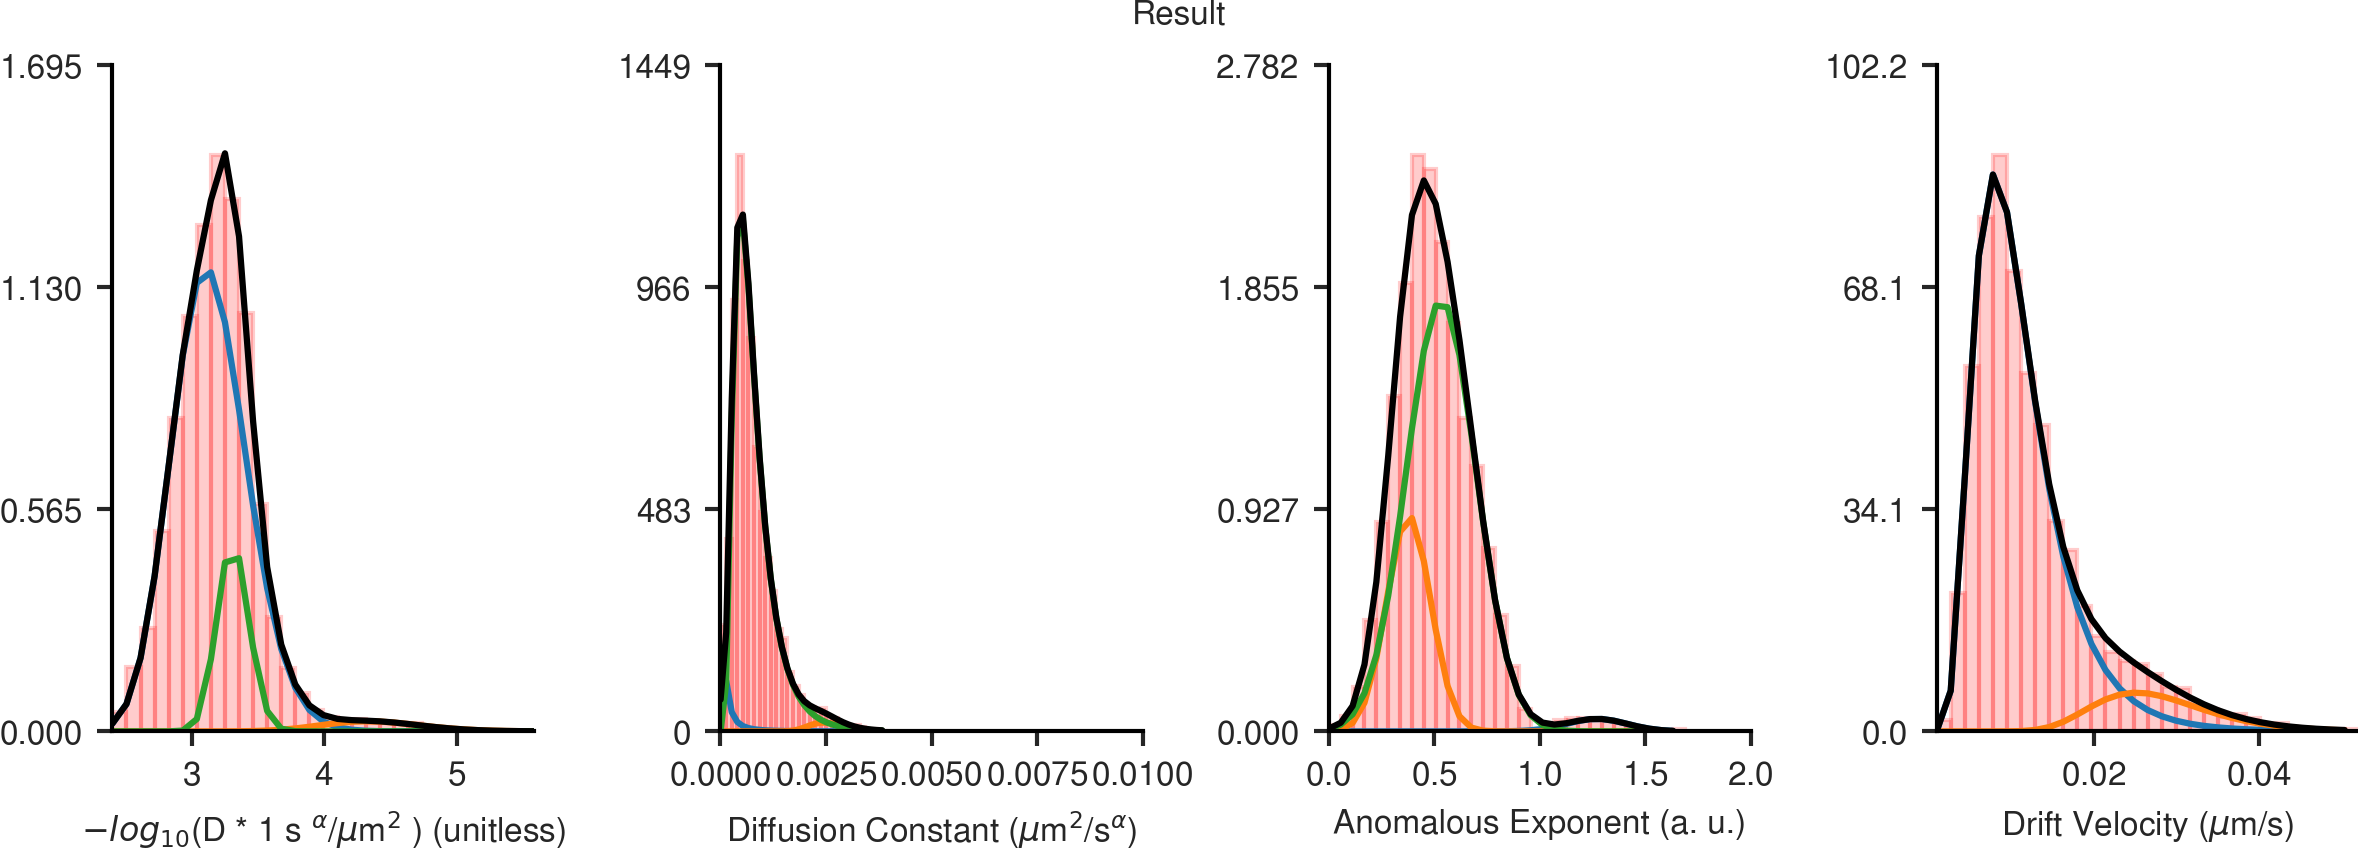 Result
1.695
1.130
0.565
0.000
3 4 5
−log₁₀(D * 1 s ᵅ/μm² ) (unitless)
1449
966
483
0
0.0000 0.0025 0.0050 0.0075 0.0100
Diffusion Constant (μm²/sᵅ)
2.782
1.855
0.927
0.000
0.0 0.5 1.0 1.5 2.0
Anomalous Exponent (a. u.)
102.2
68.1
34.1
0.0
0.02 0.04
Drift Velocity (μm/s)